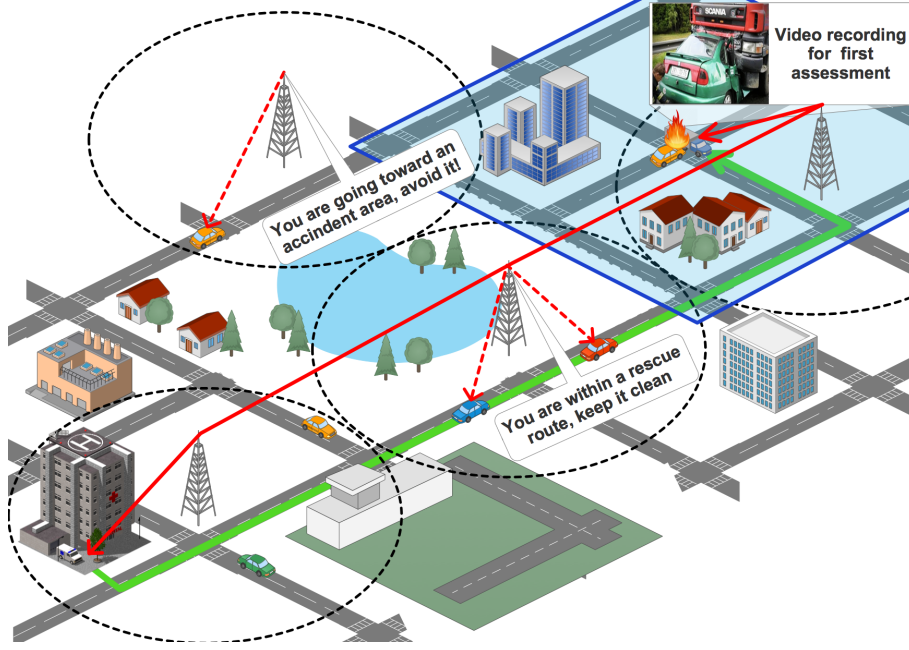 SCANIA
Video recording
for first
assessment
You are going toward an
accindent area, avoid it!
You are within a rescue
route, keep it clean
H